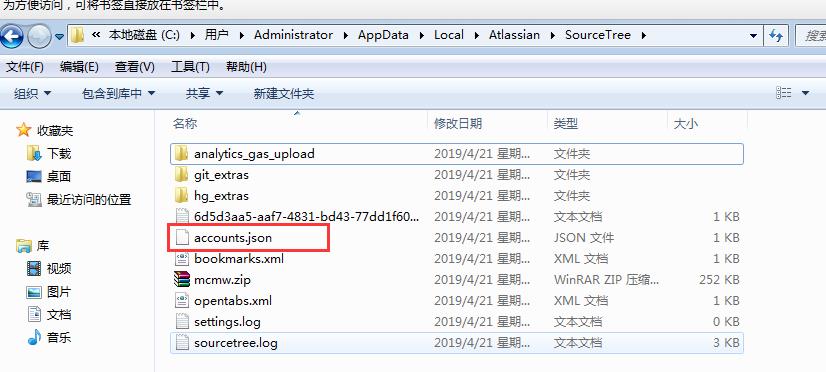 为方便访问，可将书签直接放在书签栏中。
« 本地磁盘 (C:) 用户 Administrator AppData Local Atlassian SourceTree 搜索
文件(F) 编辑(E) 查看(V) 工具(T) 帮助(H)
组织 包含到库中 共享 新建文件夹
收藏夹
下载
桌面
最近访问的位置
库
视频
图片
文档
音乐
名称 修改日期 类型 大小
analytics_gas_upload 2019/4/21 星期... 文件夹
git_extras 2019/4/21 星期... 文件夹
hg_extras 2019/4/21 星期... 文件夹
6d5d3aa5-aaf7-4831-bd43-77dd1f60... 2019/4/21 星期... 文本文档 1 KB
accounts.json 2019/4/21 星期... JSON 文件 1 KB
bookmarks.xml 2019/4/21 星期... XML 文档 1 KB
mcmw.zip 2019/4/21 星期... WinRAR ZIP 压缩... 252 KB
opentabs.xml 2019/4/21 星期... XML 文档 1 KB
settings.log 2019/4/21 星期... 文本文档 0 KB
sourcetree.log 2019/4/21 星期... 文本文档 3 KB